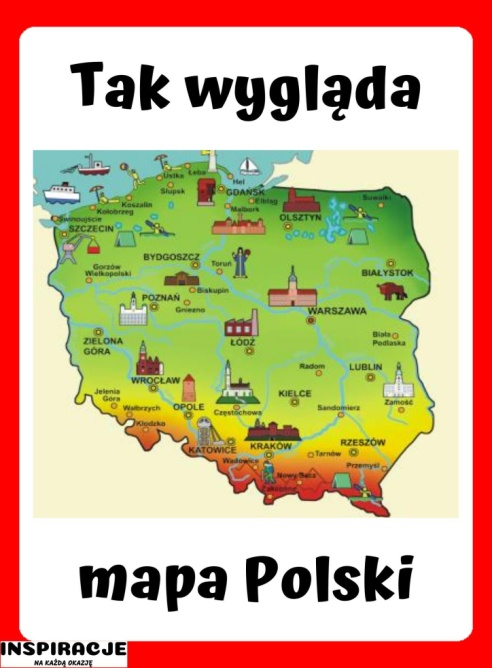 Tak wygląda
Łeba
Ustka
Hel
Słupsk
GDAŃSK
Elbląg
Suwałki
Koszalin
Kołobrzeg
Malbork
OLSZTYN
Świnoujście
SZCZECIN
BYDGOSZCZ
Toruń
BIAŁYSTOK
Gorzów
Wielkopolski
Biskupin
POZNAŃ
Gniezno
WARSZAWA
Biała
Podlaska
ZIELONA
GÓRA
ŁÓDŹ
Radom
LUBLIN
WROCŁAW
Jelenia
Góra
KIELCE
Zamość
Wałbrzych
OPOLE
Częstochowa
Sandomierz
Kłodzko
KATOWICE
KRAKÓW
RZESZÓW
Tarnów
Wadowice
Przemyśl
Nowy Sącz
Zakopane
mapa Polski
INSPIRACJE
NA KAŻDĄ OKAZJĘ